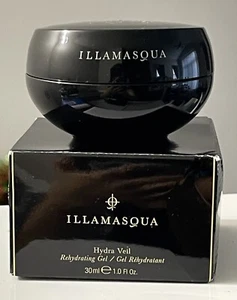 ILLAMASQUA
ILLAMASQUA
Hydra Veil
Rehydrating Gel / Gel Réhydratant
30ml ℮ 1.0 Fl Oz.